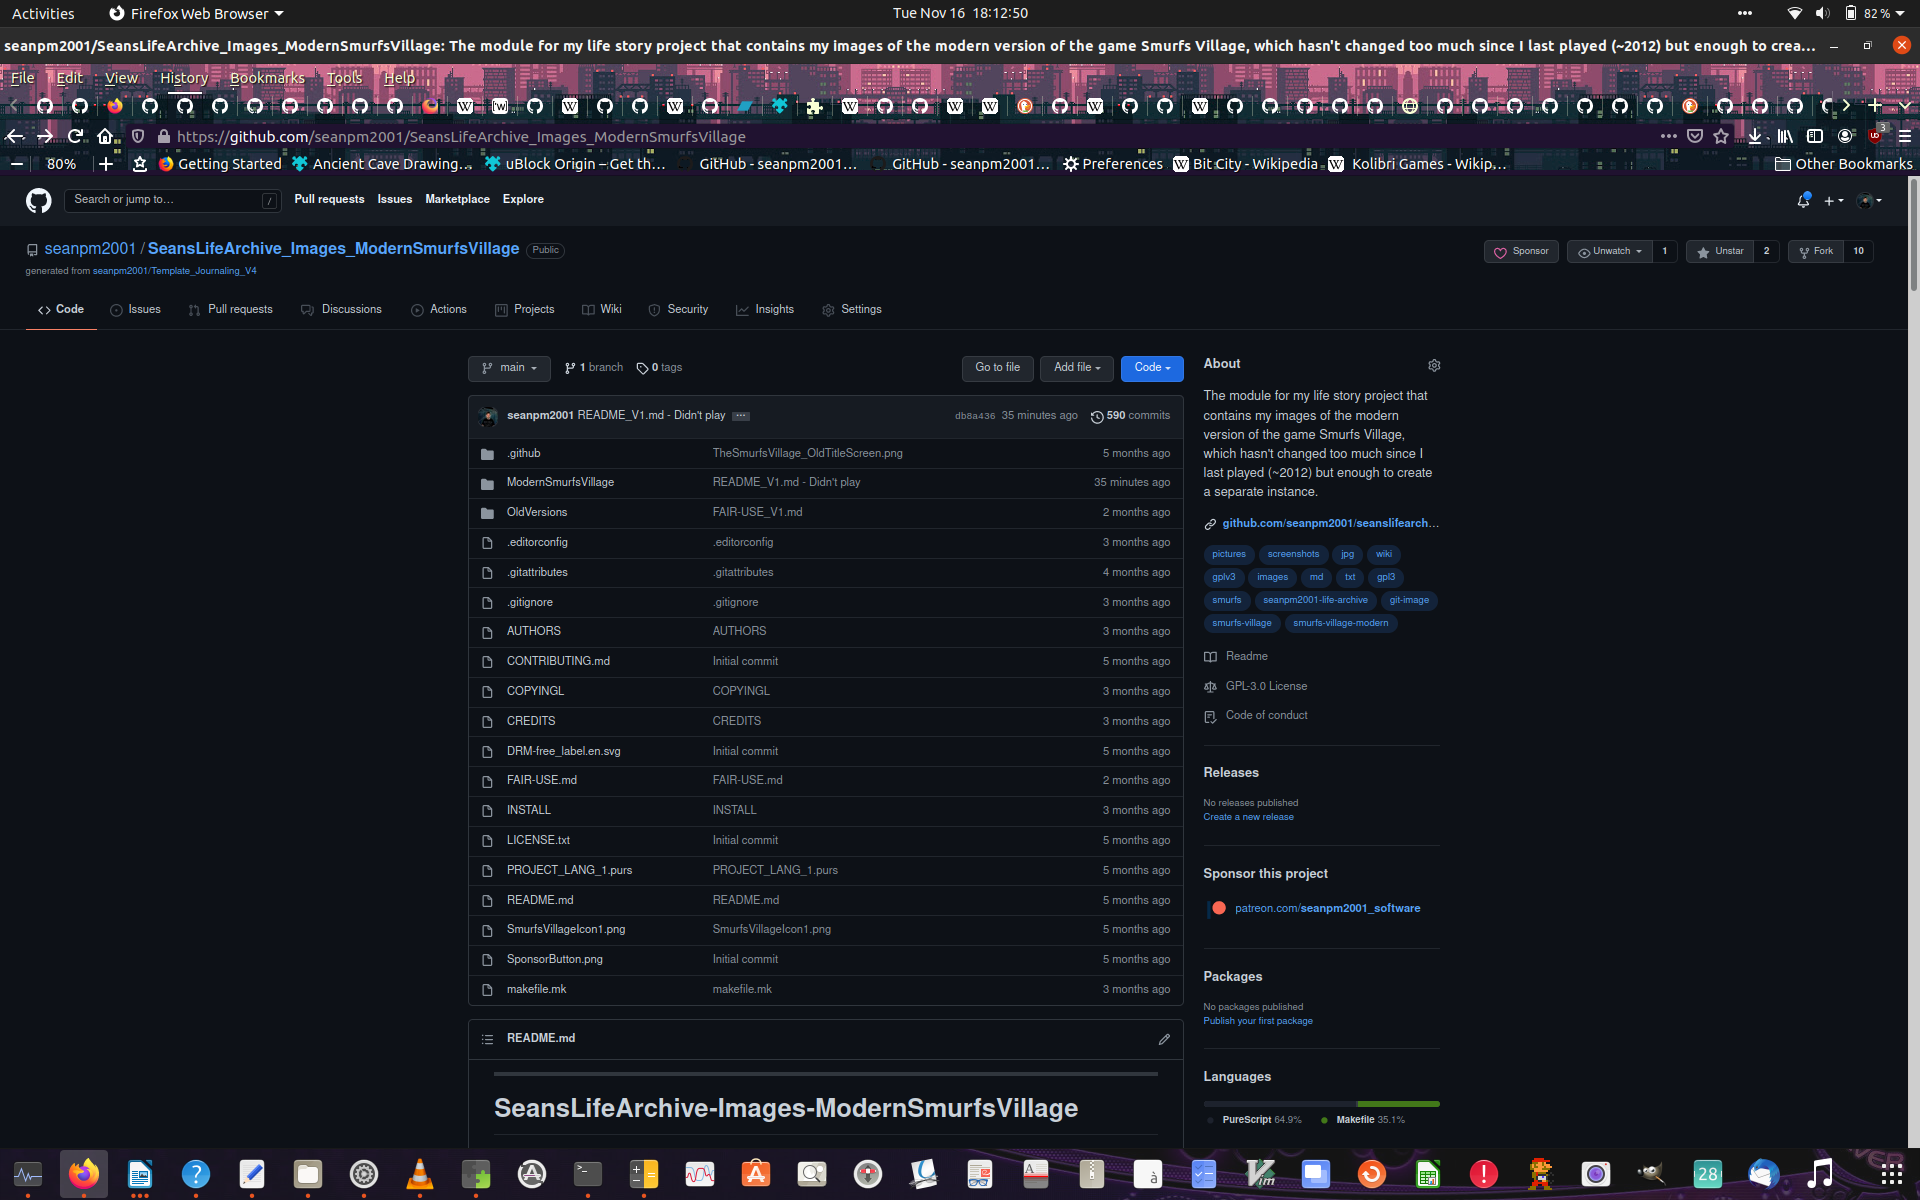 Activities Firefox Web Browser Tue Nov 16 18:12:50 82 %
seanpm2001/SeansLifeArchive_Images_ModernSmurfsVillage: The module for my life story project that contains my images of the modern version of the game Smurfs Village, which hasn't changed too much since I last played (~2012) but enough to crea...
File Edit View History Bookmarks Tools Help
https://github.com/seanpm2001/SeansLifeArchive_Images_ModernSmurfsVillage 3
80% Getting Started Ancient Cave Drawing... uBlock Origin – Get th... GitHub - seanpm2001... GitHub - seanpm2001... Preferences Bit City - Wikipedia Kolibri Games - Wikip... Other Bookmarks
Search or jump to... / Pull requests Issues Marketplace Explore
seanpm2001 / SeansLifeArchive_Images_ModernSmurfsVillage Public Sponsor Unwatch 1 Unstar 2 Fork 10
generated from seanpm2001/Template_Journaling_V4
Code Issues Pull requests Discussions Actions Projects Wiki Security Insights Settings
main 1 branch 0 tags Go to file Add file Code
seanpm2001 README_V1.md - Didn't play ... db8a436 35 minutes ago 590 commits
.github TheSmurfsVillage_OldTitleScreen.png 5 months ago
ModernSmurfsVillage README_V1.md - Didn't play 35 minutes ago
OldVersions FAIR-USE_V1.md 2 months ago
.editorconfig .editorconfig 3 months ago
.gitattributes .gitattributes 4 months ago
.gitignore .gitignore 3 months ago
AUTHORS AUTHORS 3 months ago
CONTRIBUTING.md Initial commit 5 months ago
COPYINGL COPYINGL 3 months ago
CREDITS CREDITS 3 months ago
DRM-free_label.en.svg Initial commit 5 months ago
FAIR-USE.md FAIR-USE.md 2 months ago
INSTALL INSTALL 3 months ago
LICENSE.txt Initial commit 5 months ago
PROJECT_LANG_1.purs PROJECT_LANG_1.purs 5 months ago
README.md README.md 5 months ago
SmurfsVillageIcon1.png SmurfsVillageIcon1.png 5 months ago
SponsorButton.png Initial commit 5 months ago
makefile.mk makefile.mk 3 months ago
README.md
SeansLifeArchive-Images-ModernSmurfsVillage
About
The module for my life story project that
contains my images of the modern
version of the game Smurfs Village,
which hasn't changed too much since I
last played (~2012) but enough to create
a separate instance.
github.com/seanpm2001/seanslifearch...
pictures screenshots jpg wiki
gplv3 images md txt gpl3
smurfs seanpm2001-life-archive git-image
smurfs-village smurfs-village-modern
Readme
GPL-3.0 License
Code of conduct
Releases
No releases published
Create a new release
Sponsor this project
patreon.com/seanpm2001_software
Packages
No packages published
Publish your first package
Languages
PureScript 64.9% Makefile 35.1%
28